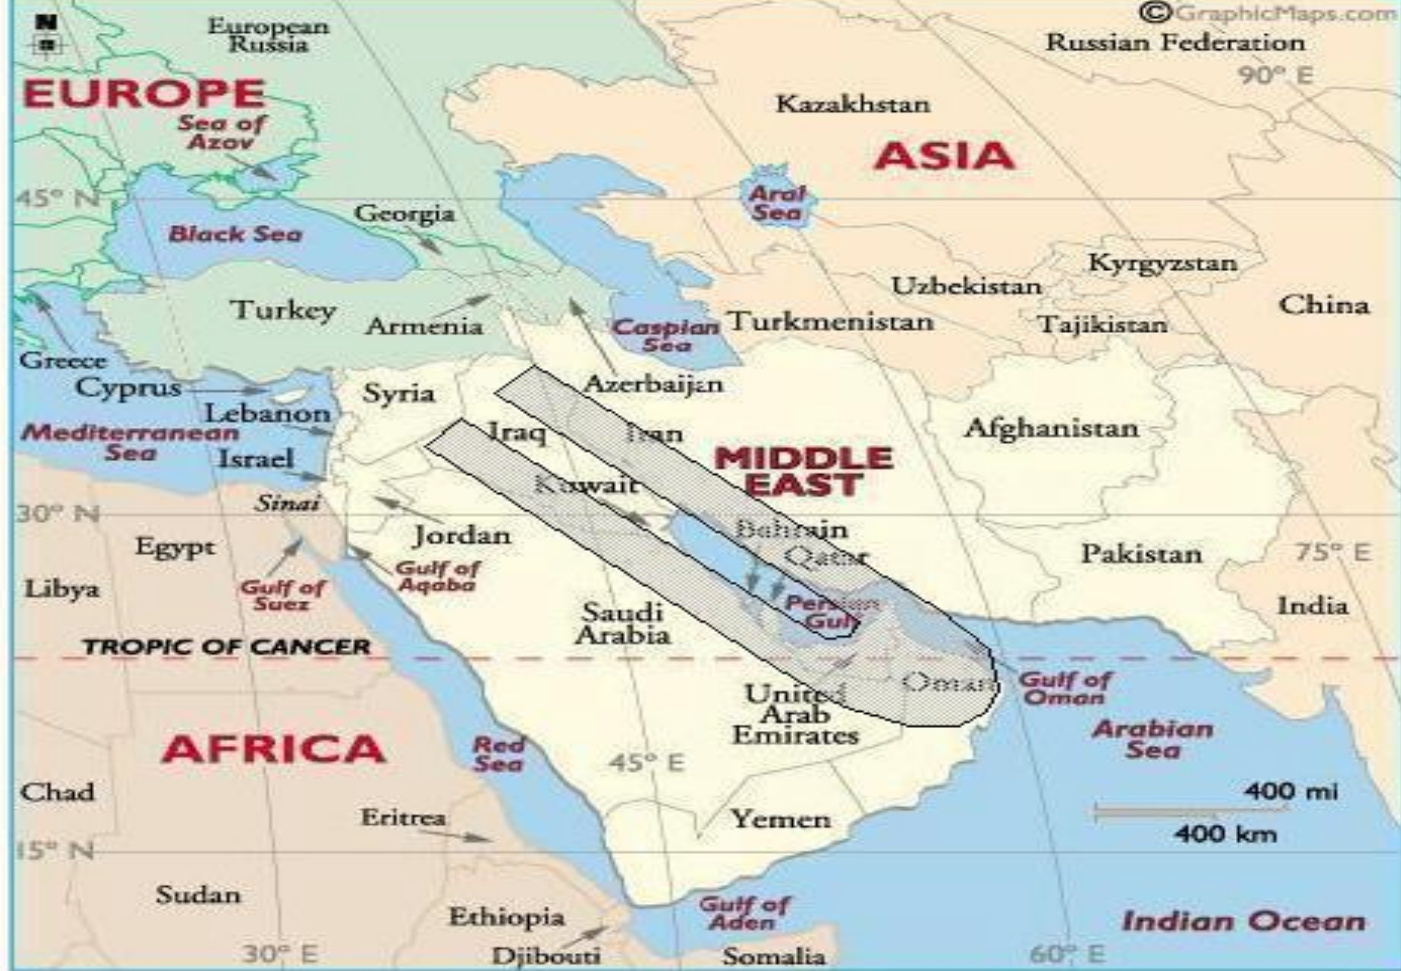 N
European
Russia
©GraphicMaps.com
Russian Federation
90° E
EUROPE
Kazakhstan
Sea of
Azov
ASIA
45° N
Aral
Sea
Georgia
Black Sea
Kyrgyzstan
Uzbekistan
Turkey
Armenia
China
Caspian
Sea
Turkmenistan
Tajikistan
Greece
Cyprus
Syria
Azerbaijan
Lebanon
Mediterranean
Sea
Iraq
Iran
Afghanistan
Israel
MIDDLE
EAST
Kuwait
Sinai
30° N
Jordan
Bahrain
Qatar
Egypt
Pakistan
75° E
Gulf of
Aqaba
Libya
Gulf of
Suez
Persian
Gulf
India
Saudi
Arabia
TROPIC OF CANCER
United
Arab
Emirates
Oman
Gulf of
Oman
AFRICA
Red
Sea
Arabian
Sea
45° E
Chad
400 mi
Eritrea
Yemen
400 km
15° N
Sudan
Ethiopia
Gulf of
Aden
Indian Ocean
30° E
Djibouti
Somalia
60° E